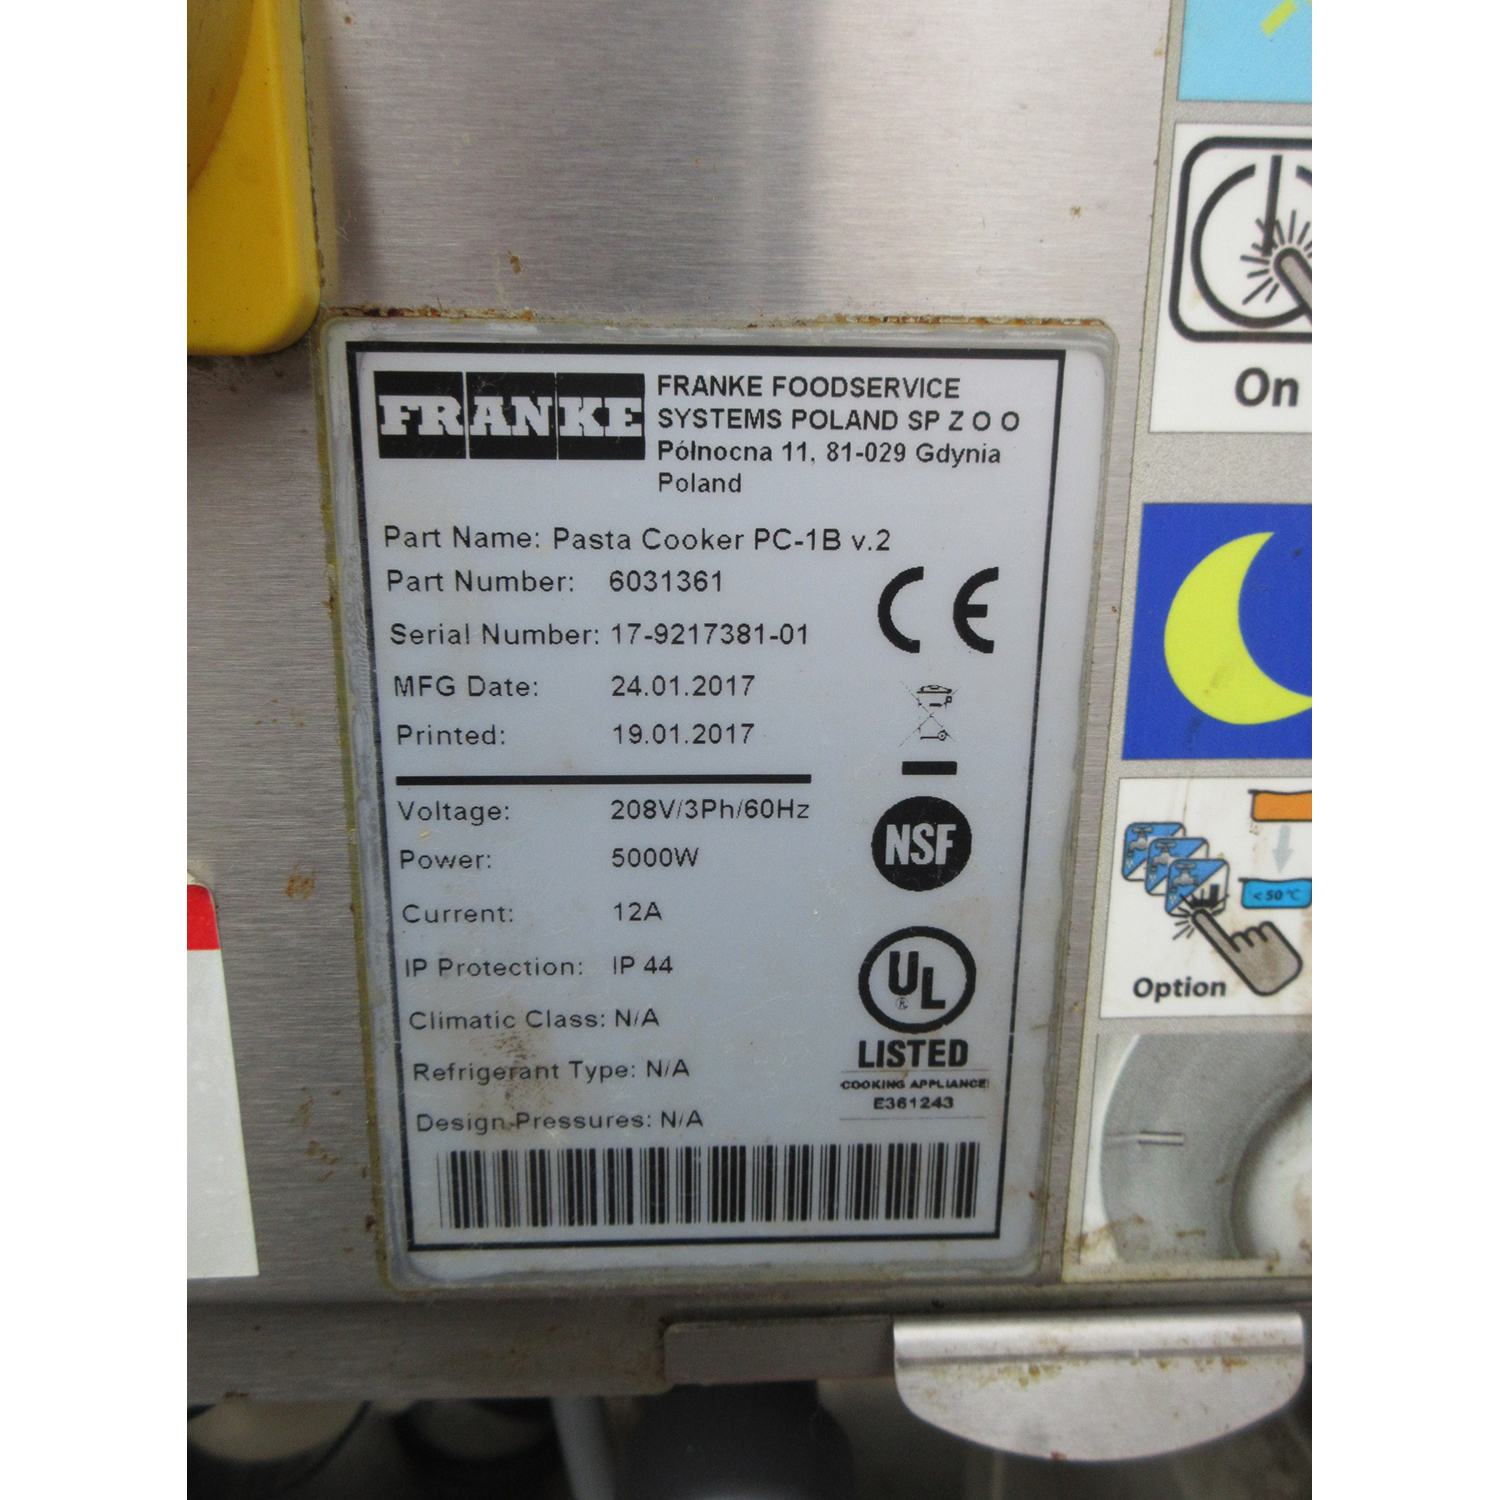 FRANKE
FRANKE FOODSERVICE
SYSTEMS POLAND SP Z O O
Północna 11, 81-029 Gdynia
Poland
Part Name: Pasta Cooker PC-1B v.2
Part Number: 6031361
Serial Number: 17-9217381-01
MFG Date: 24.01.2017
Printed: 19.01.2017
Voltage: 208V/3Ph/60Hz
Power: 5000W
Current: 12A
IP Protection: IP 44
Climatic Class: N/A
Refrigerant Type: N/A
Design Pressures: N/A
CE
NSF
UL
®
LISTED
COOKING APPLIANCE
E361243
On
<50 °C
Option